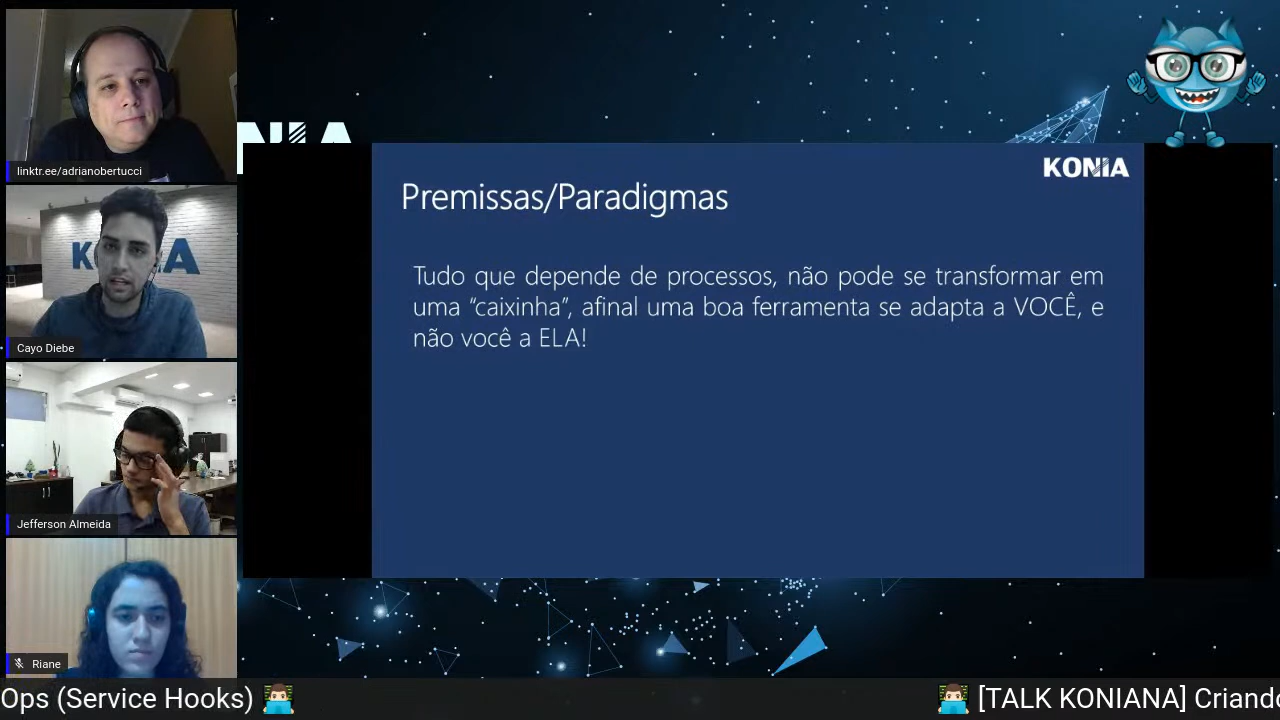 linktr.ee/adrianobertucci
Cayo Diebe
Jefferson Almeida
Riane
KONIA
Premissas/Paradigmas
Tudo que depende de processos, não pode se transformar em
uma “caixinha”, afinal uma boa ferramenta se adapta a VOCÊ, e
não você a ELA!
Ops (Service Hooks)
[TALK KONIANA] Criando